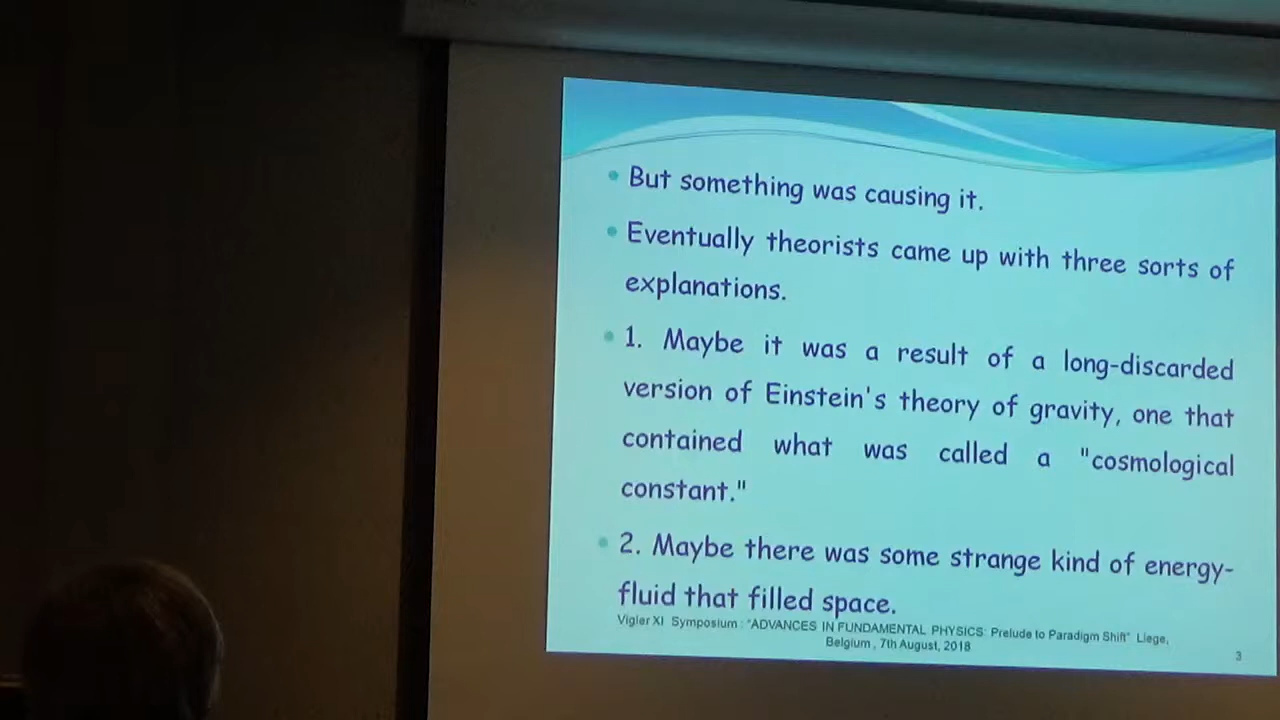 • But something was causing it.
• Eventually theorists came up with three sorts of
explanations.
• 1. Maybe it was a result of a long-discarded
version of Einstein's theory of gravity, one that
contained what was called a "cosmological
constant."
• 2. Maybe there was some strange kind of energy-
fluid that filled space.
Vigier XI Symposium : "ADVANCES IN FUNDAMENTAL PHYSICS: Prelude to Paradigm Shift" Liege,
Belgium , 7th August, 2018
3